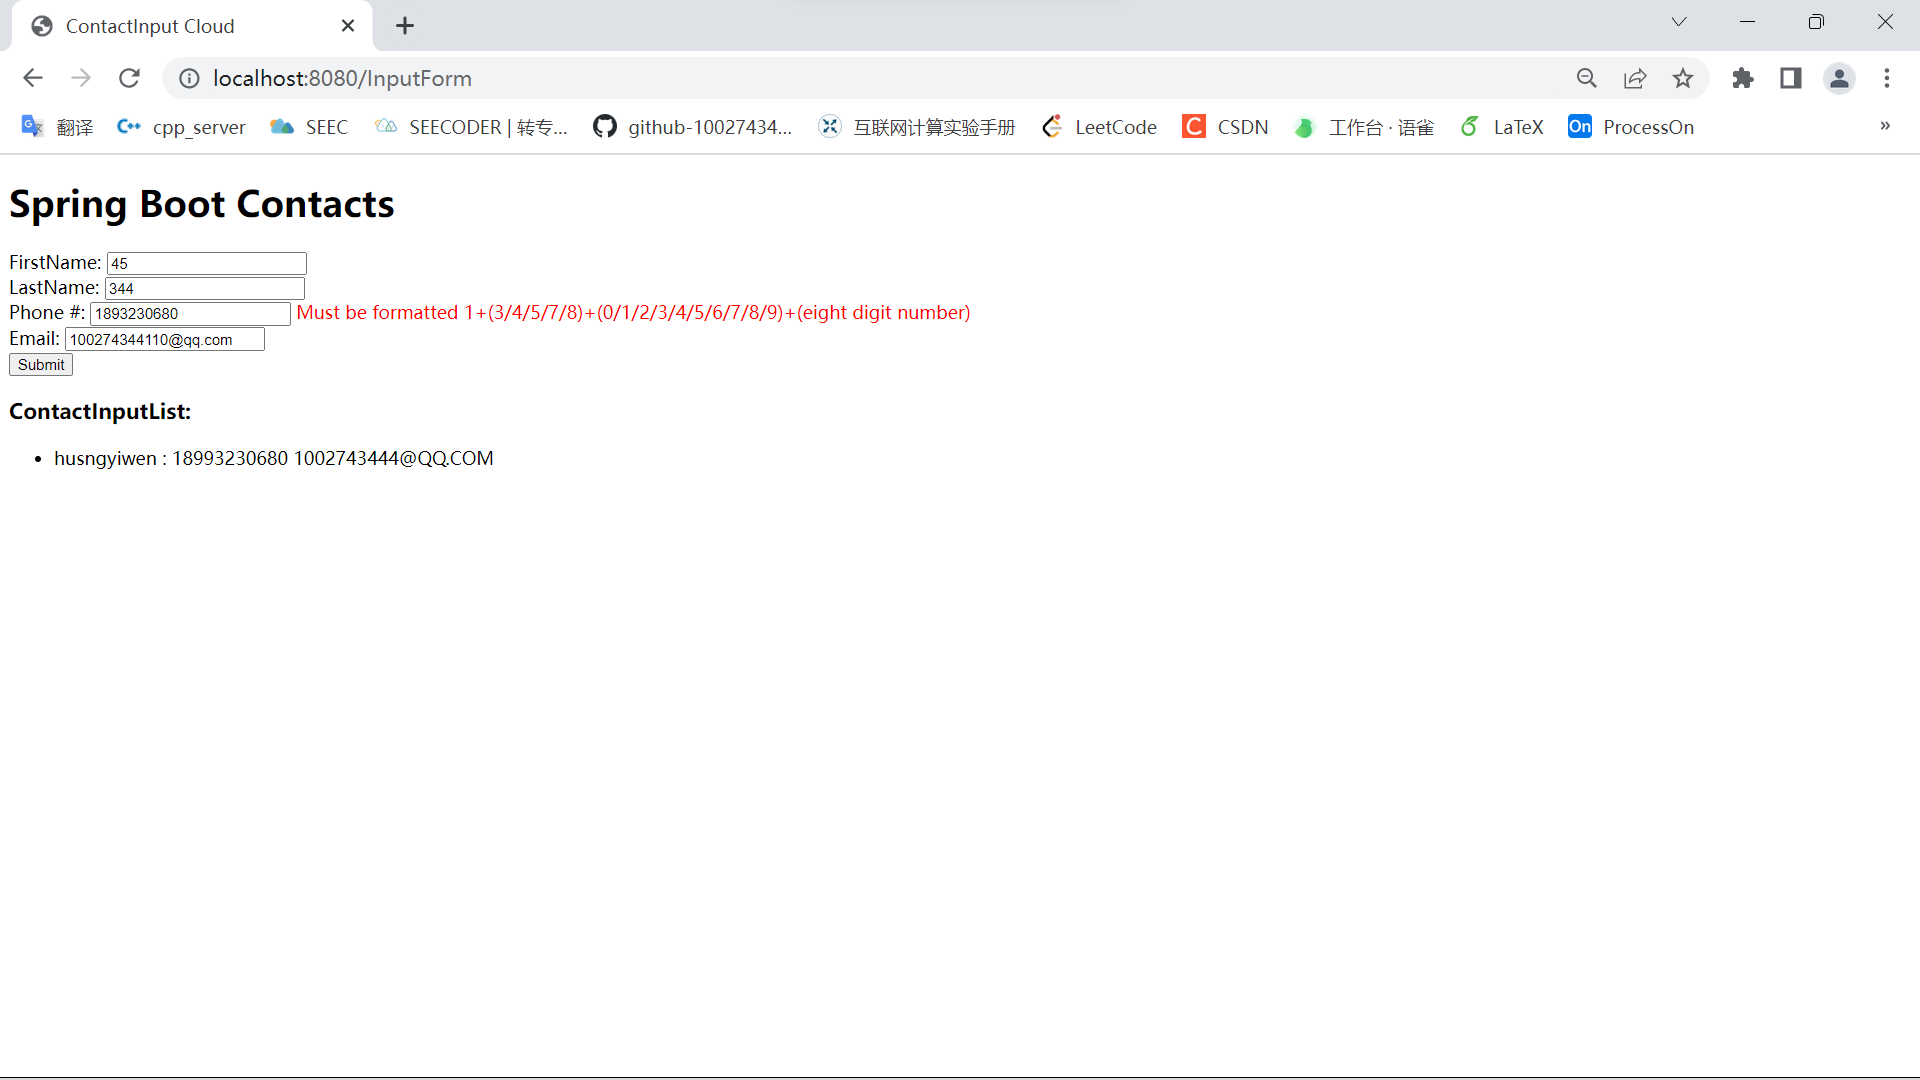 ContactInput Cloud
localhost:8080/InputForm
翻译 cpp_server SEEC SEECODER | 转专... github-10027434... 互联网计算实验手册 LeetCode C CSDN 工作台 · 语雀 LaTeX On ProcessOn »
Spring Boot Contacts
FirstName: 45
LastName: 344
Phone #: 1893230680 Must be formatted 1+(3/4/5/7/8)+(0/1/2/3/4/5/6/7/8/9)+(eight digit number)
Email: 100274344110@qq.com
Submit
ContactInputList:
• husngyiwen : 18993230680 1002743444@QQ.COM